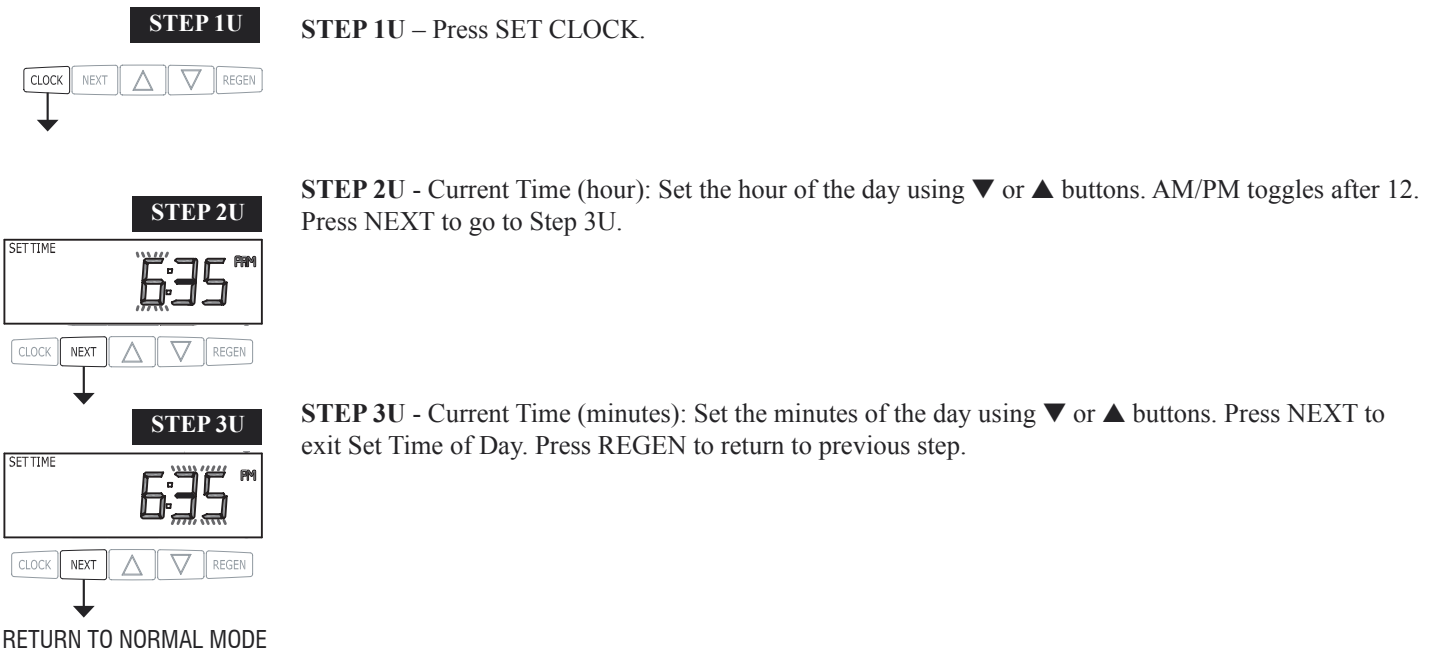 STEP 1U
STEP 1U – Press SET CLOCK.
CLOCK NEXT △ ▽ REGEN
STEP 2U
STEP 2U - Current Time (hour): Set the hour of the day using ▼ or ▲ buttons. AM/PM toggles after 12.
Press NEXT to go to Step 3U.
SET TIME
6:35
CLOCK NEXT △ ▽ REGEN
STEP 3U
STEP 3U - Current Time (minutes): Set the minutes of the day using ▼ or ▲ buttons. Press NEXT to
exit Set Time of Day. Press REGEN to return to previous step.
SET TIME
6:35 PM
CLOCK NEXT △ ▽ REGEN
RETURN TO NORMAL MODE